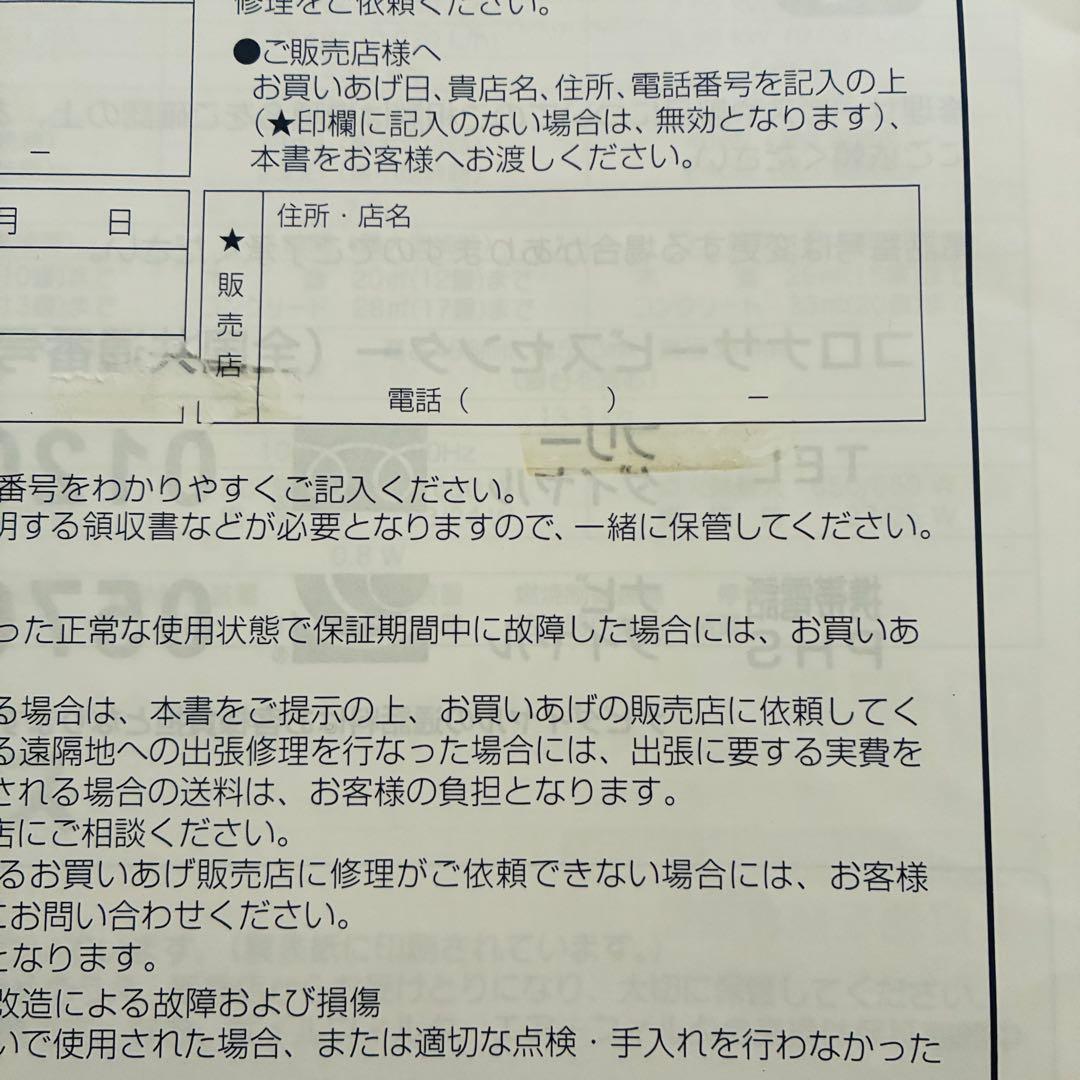 修理をご依頼ください。
●ご販売店様へ
お買いあげ日、貴店名、住所、電話番号を記入の上
(★印欄に記入のない場合は、無効となります)、
本書をお客様へお渡しください。
－
月 日
★販売店
住所・店名
電話（ ） －
番号をわかりやすくご記入ください。
明する領収書などが必要となりますので、一緒に保管してください。
った正常な使用状態で保証期間中に故障した場合には、お買いあ
る場合は、本書をご提示の上、お買いあげの販売店に依頼してく
る遠隔地への出張修理を行なった場合には、出張に要する実費を
される場合の送料は、お客様の負担となります。
店にご相談ください。
るお買いあげ販売店に修理がご依頼できない場合には、お客様
にお問い合わせください。
となります。
改造による故障および損傷
いで使用された場合、または適切な点検・手入れを行わなかった